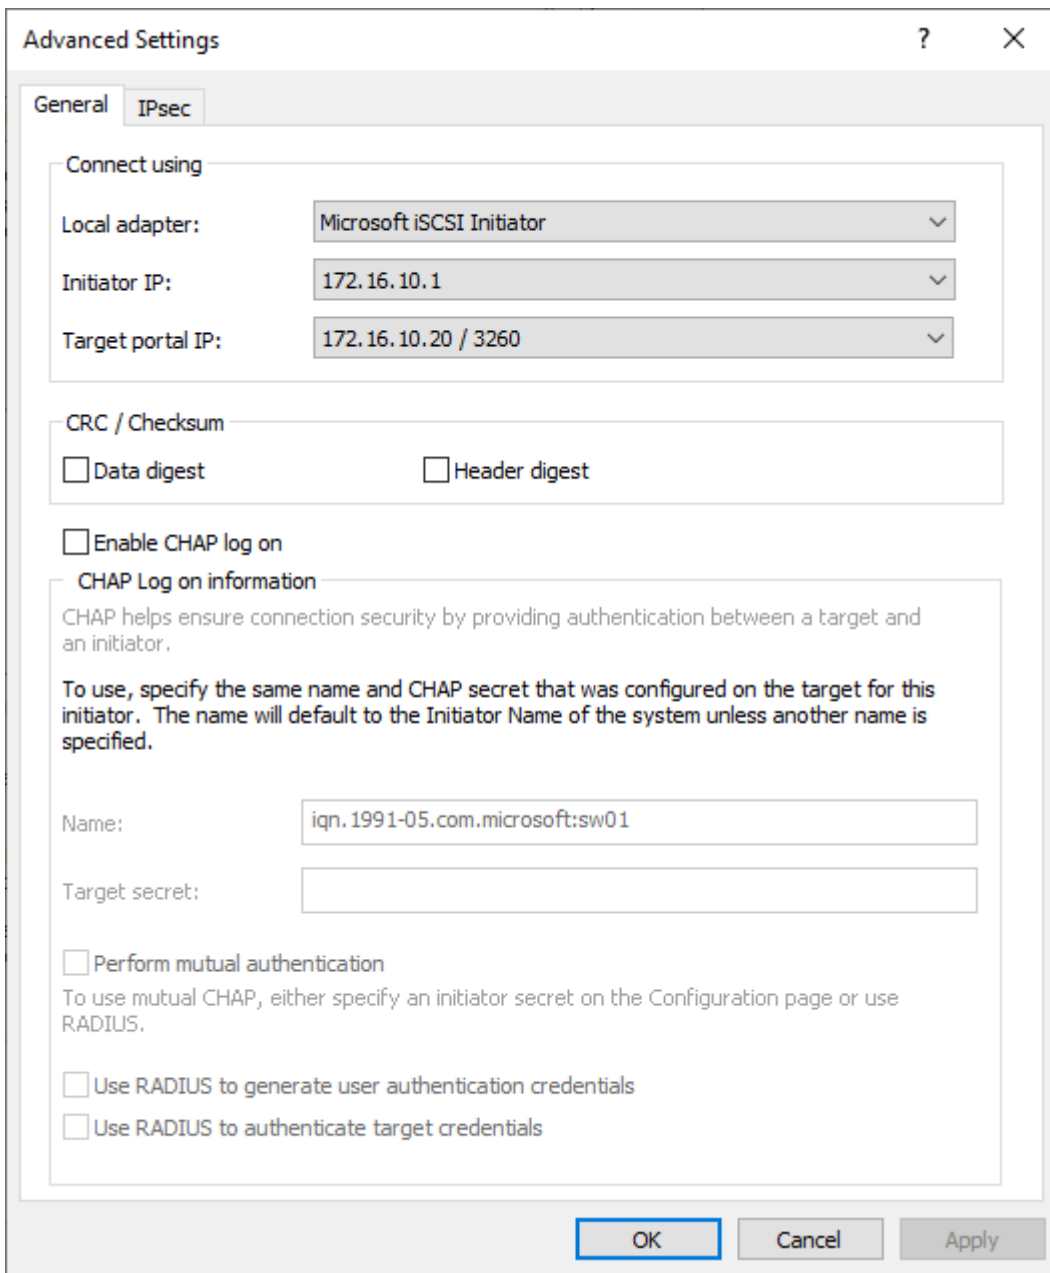 Advanced Settings
?
General
IPsec
Connect using
Local adapter:
Microsoft iSCSI Initiator
Initiator IP:
172.16.10.1
Target portal IP:
172.16.10.20 / 3260
CRC / Checksum
Data digest
Header digest
Enable CHAP log on
CHAP Log on information
CHAP helps ensure connection security by providing authentication between a target and
an initiator.
To use, specify the same name and CHAP secret that was configured on the target for this
initiator.  The name will default to the Initiator Name of the system unless another name is
specified.
Name:
iqn.1991-05.com.microsoft:sw01
Target secret:
Perform mutual authentication
To use mutual CHAP, either specify an initiator secret on the Configuration page or use
RADIUS.
Use RADIUS to generate user authentication credentials
Use RADIUS to authenticate target credentials
OK
Cancel
Apply